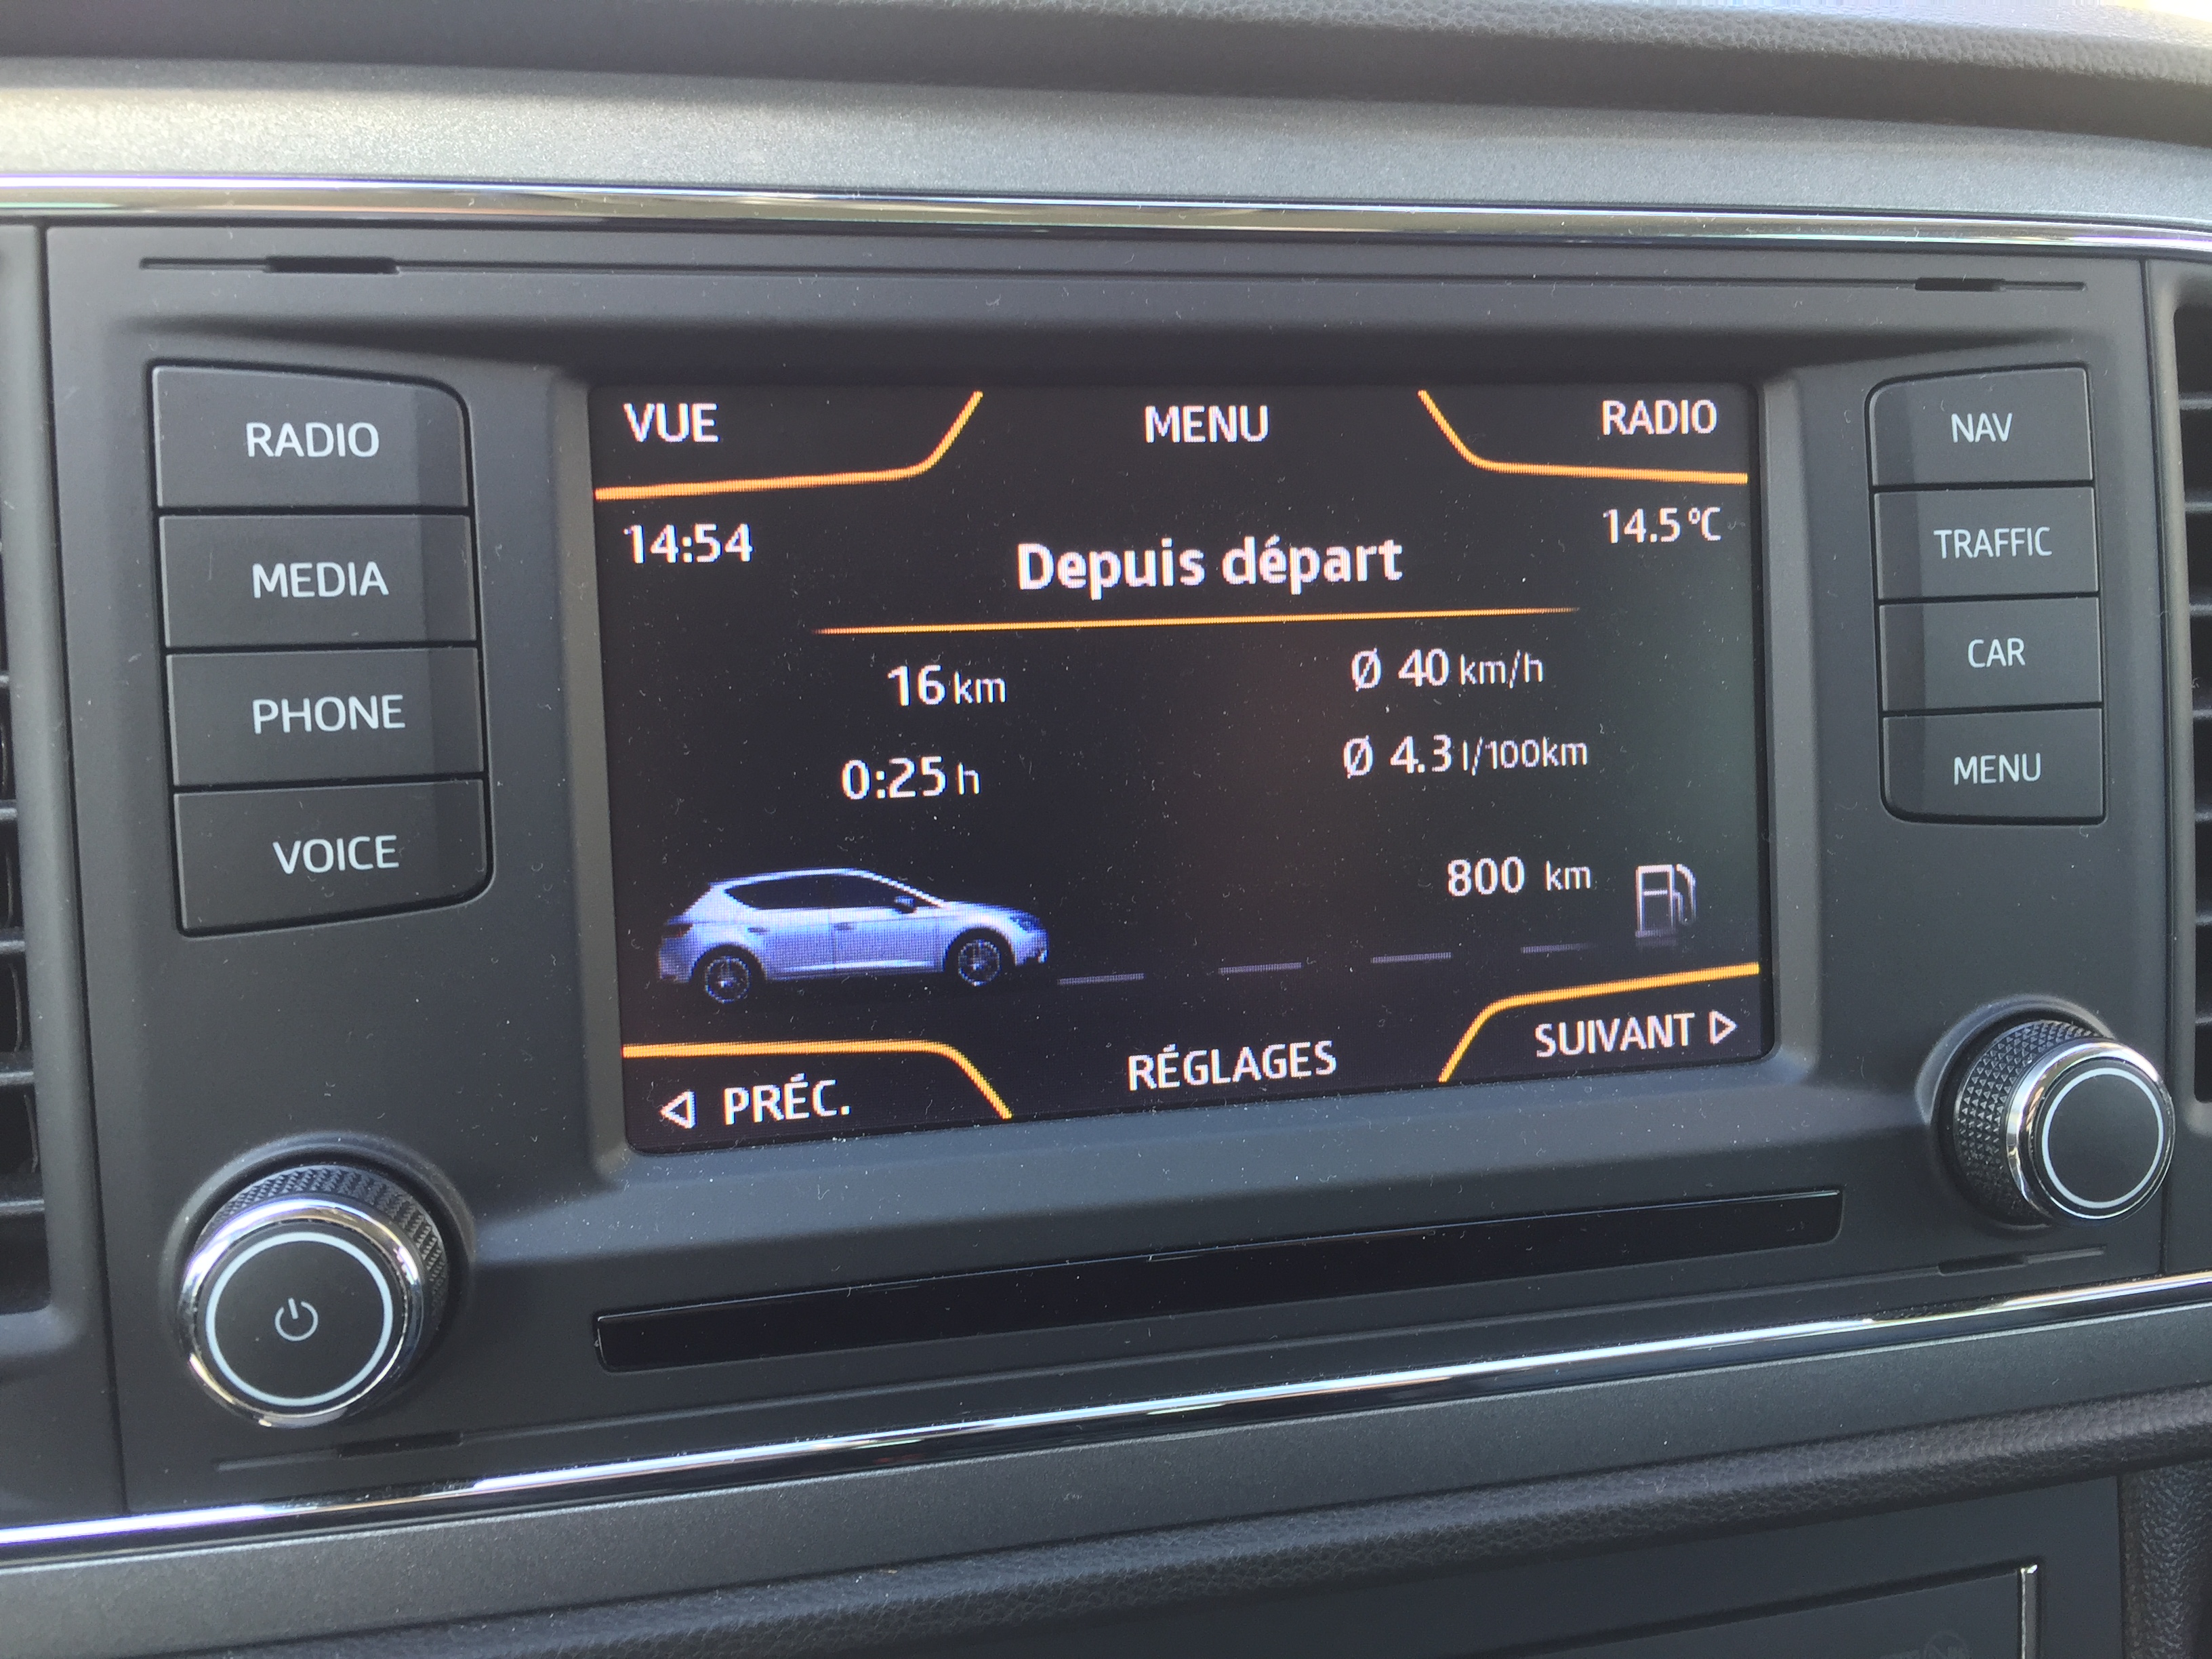 RADIO
MEDIA
PHONE
VOICE
VUE
MENU
RADIO
14:54
Depuis départ
14.5°C
16 km
Ø 40 km/h
0:25 h
Ø 4.3 l/100km
800 km
◁ PRÉC.
RÉGLAGES
SUIVANT ▷
NAV
TRAFFIC
CAR
MENU